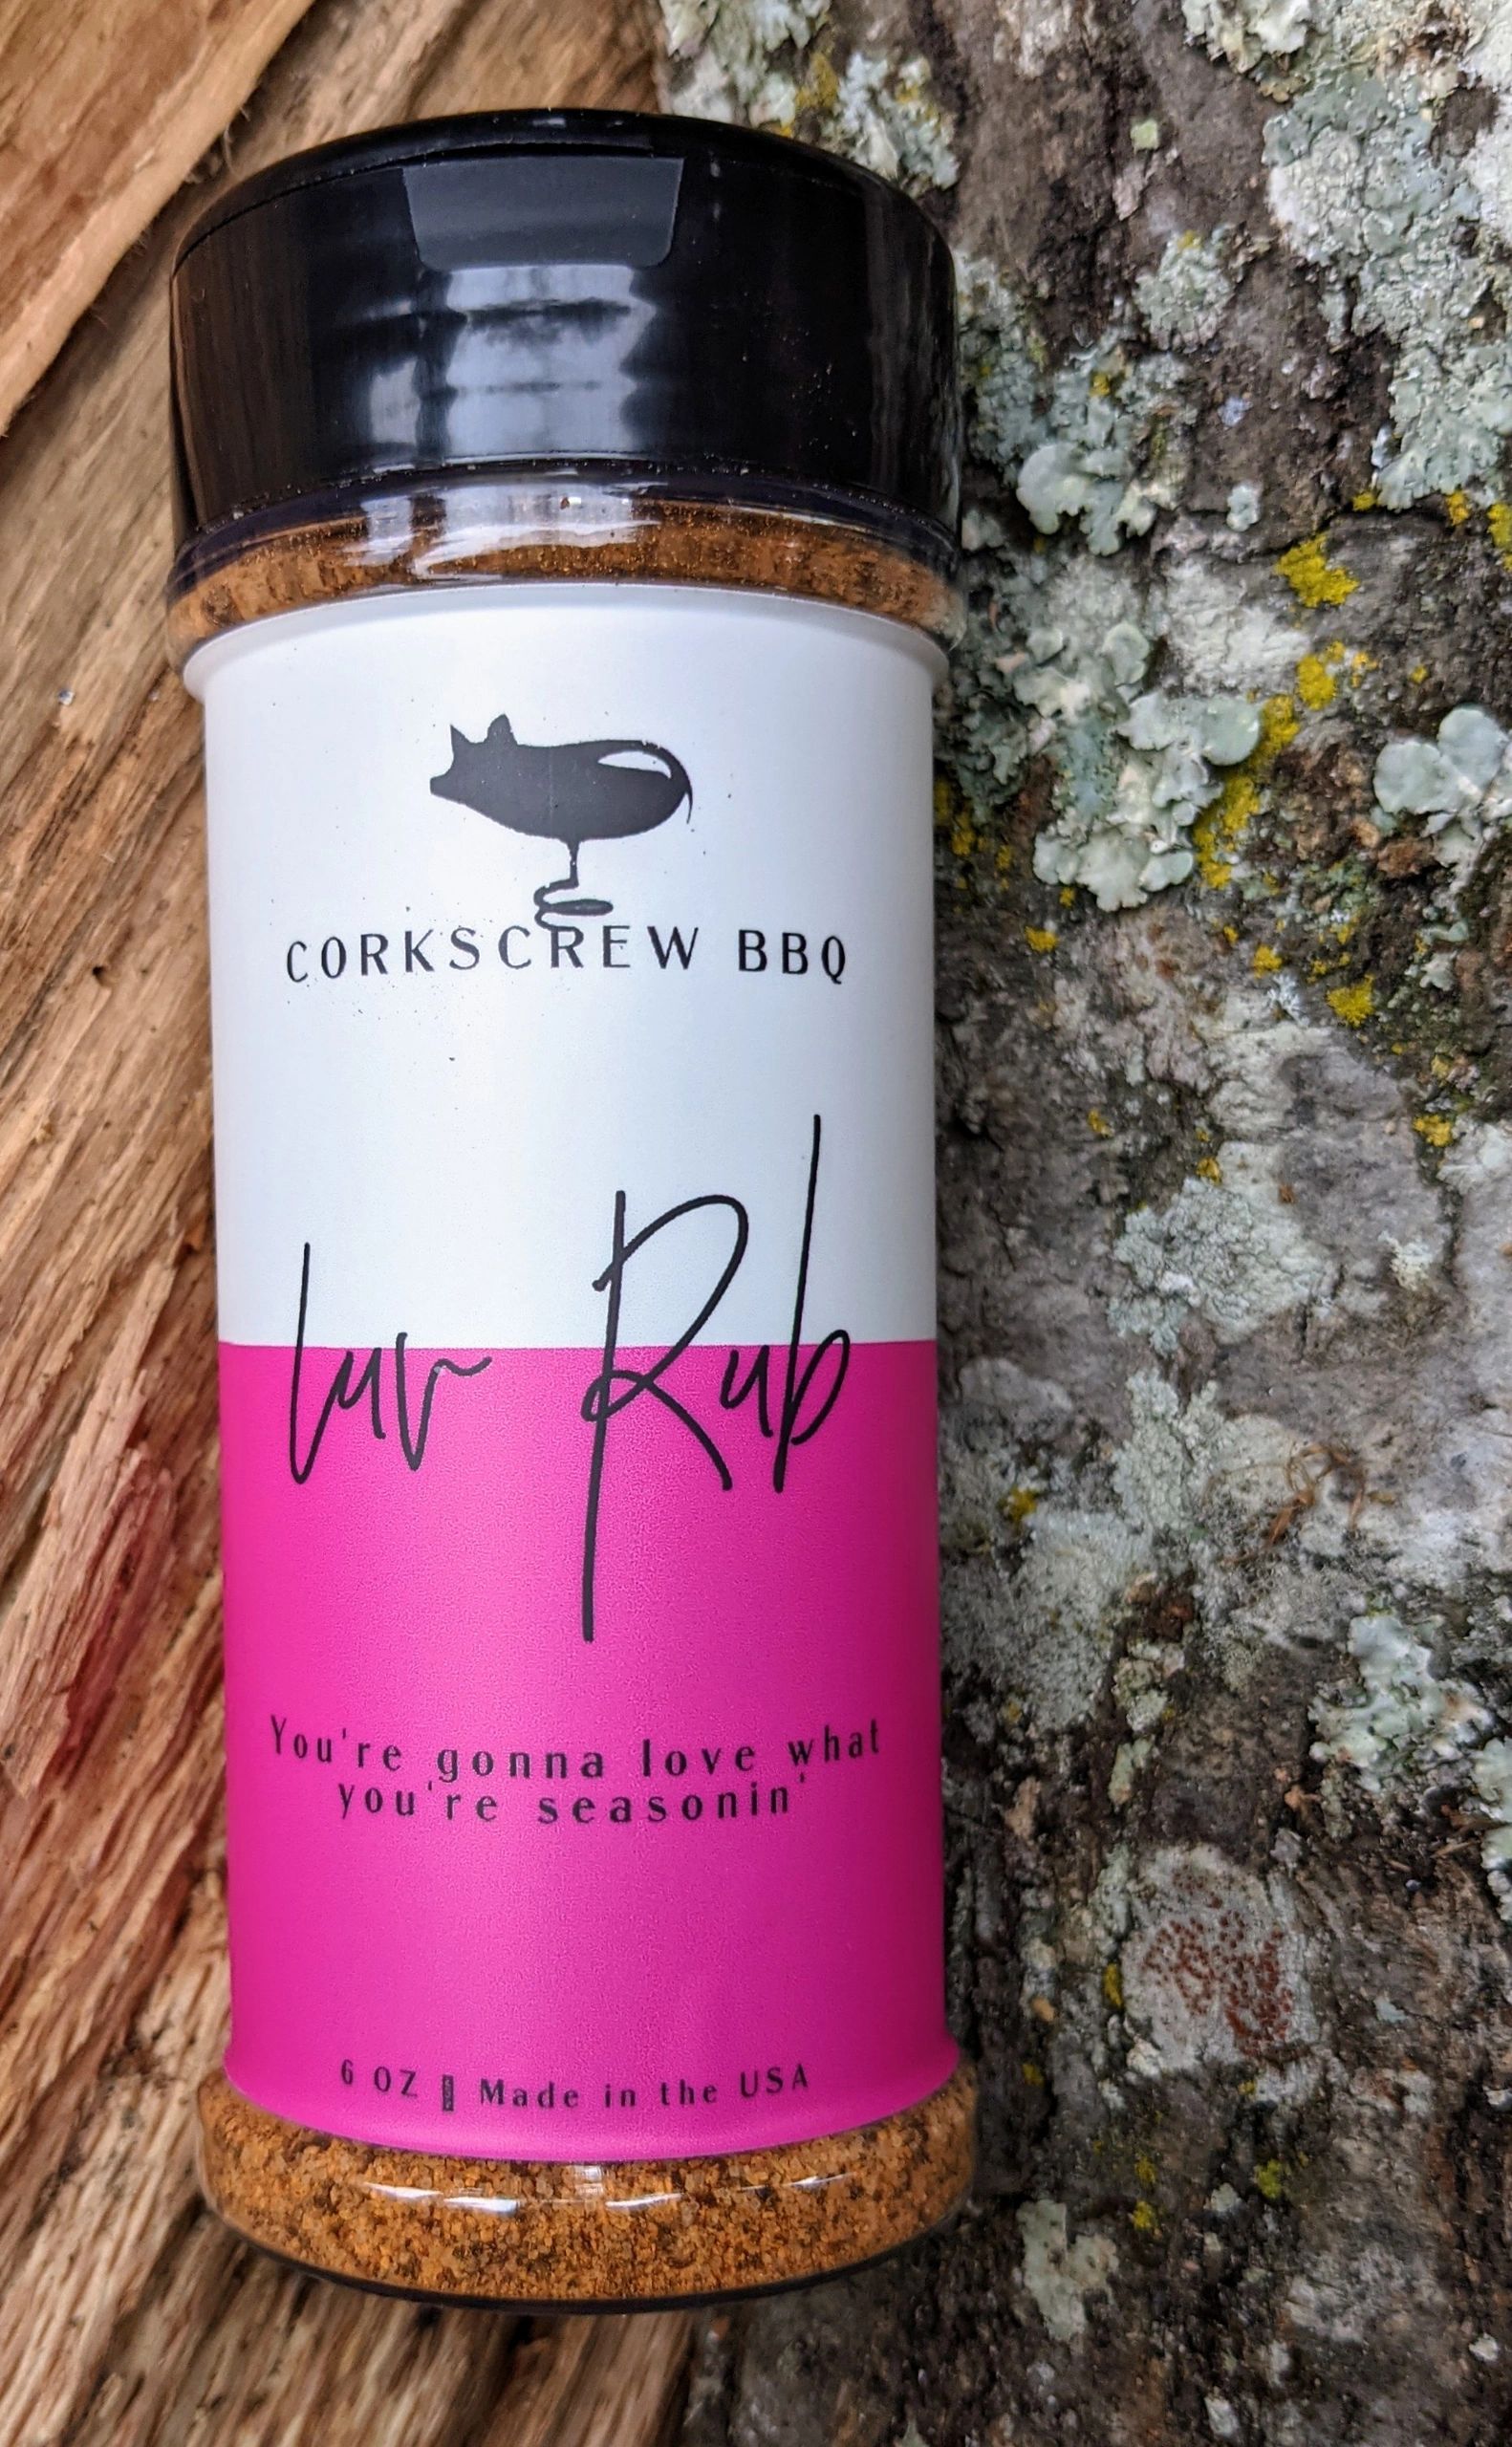 CORKSCREW BBQ
Luv Rub
You're gonna love what
you're seasonin'
6 OZ | Made in the USA